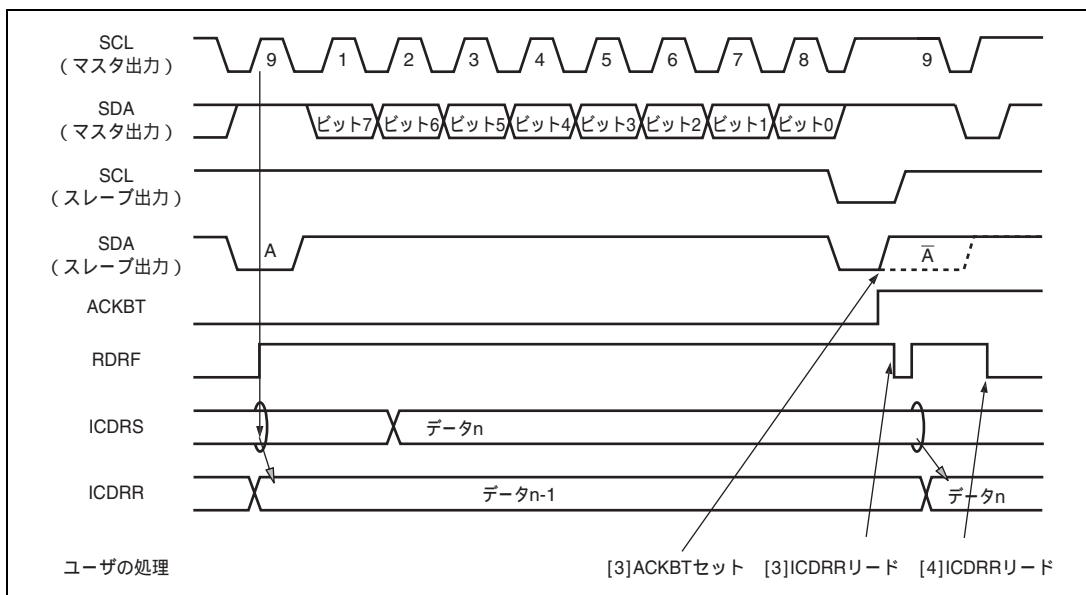 SCL
（マスタ出力）
9 1 2 3 4 5 6 7 8 9
SDA
（マスタ出力）
ビット7 ビット6 ビット5 ビット4 ビット3 ビット2 ビット1 ビット0
SCL
（スレーブ出力）
SDA
（スレーブ出力）
A A̅
ACKBT
RDRF
ICDRS
データn
ICDRR
データn-1 データn
ユーザの処理
[3]ACKBTセット [3]ICDRRリード [4]ICDRRリード